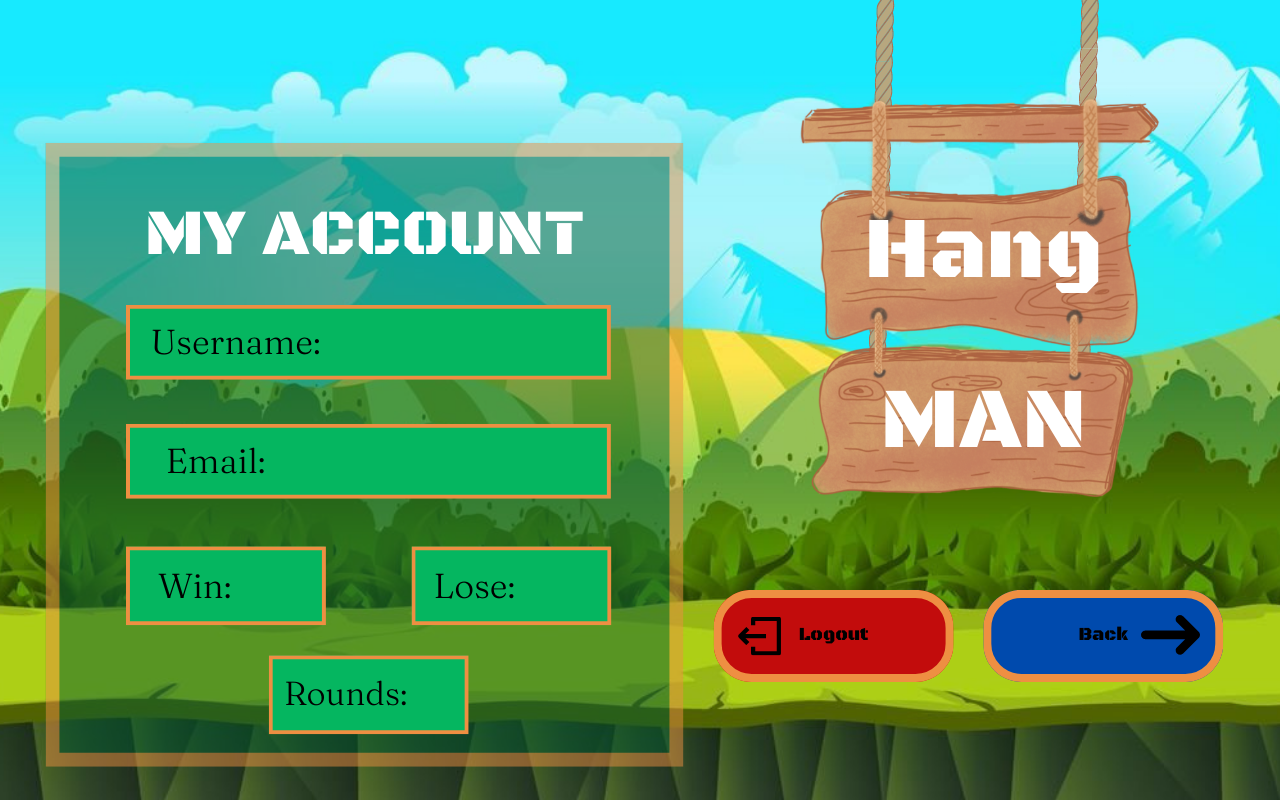 MY ACCOUNT
Username:
Email:
Win:
Lose:
Rounds:
Hang
MAN
Logout
Back